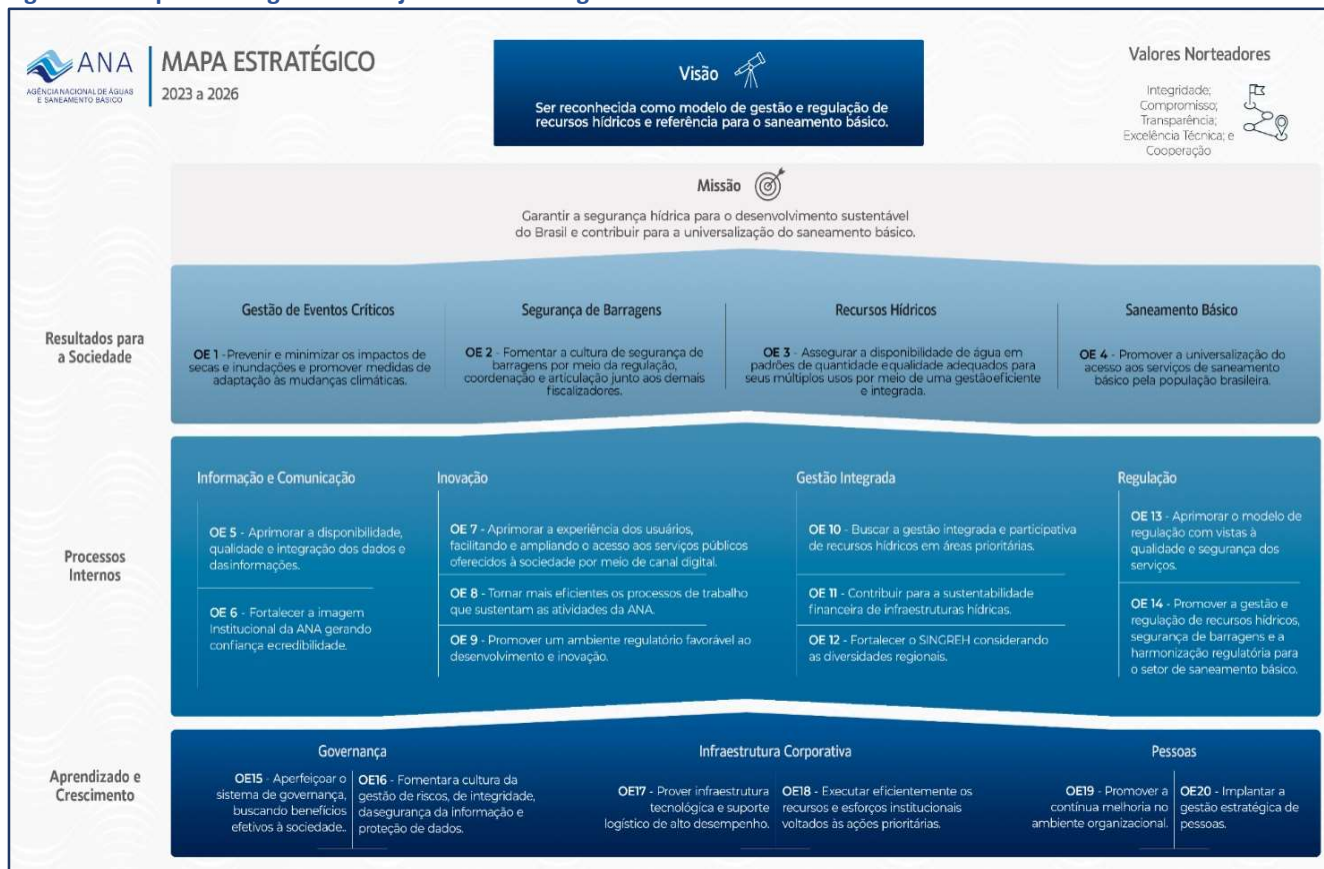 ANA
AGÊNCIA NACIONAL DE ÁGUAS
E SANEAMENTO BÁSICO
MAPA ESTRATÉGICO
2023 a 2026
Visão
Ser reconhecida como modelo de gestão e regulação de
recursos hídricos e referência para o saneamento básico.
Valores Norteadores
Integridade;
Compromisso;
Transparência;
Excelência Técnica; e
Cooperação
Missão
Garantir a segurança hídrica para o desenvolvimento sustentável
do Brasil e contribuir para a universalização do saneamento básico.
Resultados para
a Sociedade
Gestão de Eventos Críticos
OE 1 -Prevenir e minimizar os impactos de
secas e inundações e promover medidas de
adaptação às mudanças climáticas.
Segurança de Barragens
OE 2 - Fomentar a cultura de segurança de
barragens por meio da regulação,
coordenação e articulação junto aos demais
fiscalizadores.
Recursos Hídricos
OE 3 - Assegurar a disponibilidade de água em
padrões de quantidade equalidade adequados para
seus múltiplos usos por meio de uma gestãoeficiente
e integrada.
Saneamento Básico
OE 4 - Promover a universalização do
acesso aos serviços de saneamento
básico pela população brasileira.
Processos
Internos
Informação e Comunicação
OE 5 - Aprimorar a disponibilidade,
qualidade e integração dos dados e
dasinformações.
OE 6 - Fortalecer a imagem
Institucional da ANA gerando
confiança ecredibilidade.
Inovação
OE 7 - Aprimorar a experiência dos usuários,
facilitando e ampliando o acesso aos serviços públicos
oferecidos à sociedade por meio de canal digital.
OE 8 - Tornar mais eficientes os processos de trabalho
que sustentam as atividades da ANA.
OE 9 - Promover um ambiente regulatório favorável ao
desenvolvimento e inovação.
Gestão Integrada
OE 10 - Buscar a gestão integrada e participativa
de recursos hídricos em áreas prioritárias.
OE 11 - Contribuir para a sustentabilidade
financeira de infraestruturas hídricas.
OE 12 - Fortalecer o SINGREH considerando
as diversidades regionais.
Regulação
OE 13 - Aprimorar o modelo de
regulação com vistas à
qualidade e segurança dos
serviços.
OE 14 - Promover a gestão e
regulação de recursos hídricos,
segurança de barragens e a
harmonização regulatória para
o setor de saneamento básico.
Aprendizado e
Crescimento
Governança
OE15 - Aperfeiçoar o
sistema de governança,
buscando benefícios
efetivos à sociedade..
OE16 - Fomentara cultura da
gestão de riscos, de integridade,
dasegurança da informação e
proteção de dados.
Infraestrutura Corporativa
OE17 - Prover infraestrutura
tecnológica e suporte
logístico de alto desempenho.
OE18 - Executar eficientemente os
recursos e esforços institucionais
voltados às ações prioritárias.
Pessoas
OE19 - Promover a
contínua melhoria no
ambiente organizacional.
OE20 - Implantar a
gestão estratégica de
pessoas.